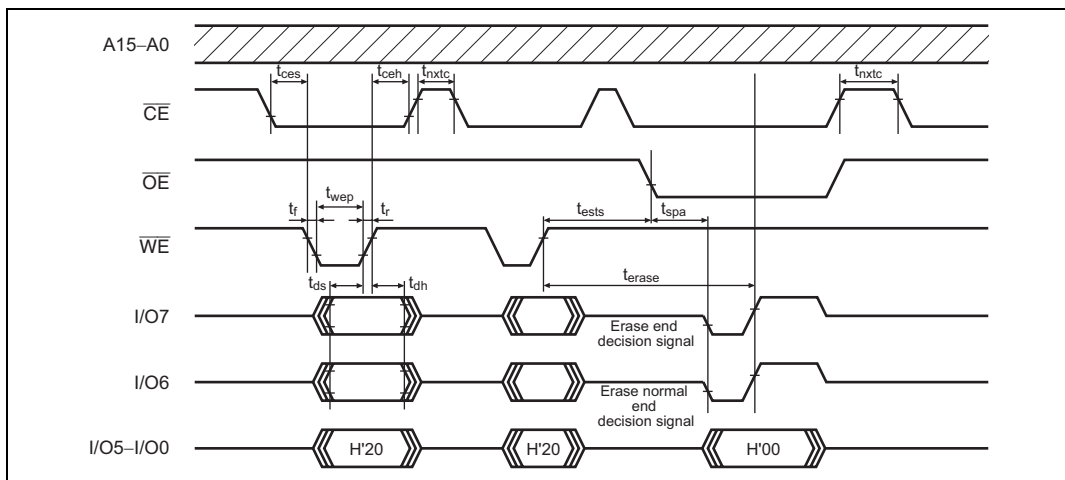 A15–A0
tces
tceh
tnxtc
tnxtc
CE
OE
twep
tf
tr
tests
tspa
WE
terase
tds
tdh
I/O7
Erase end
decision signal
I/O6
Erase normal
end
decision signal
I/O5–I/O0
H'20
H'20
H'00